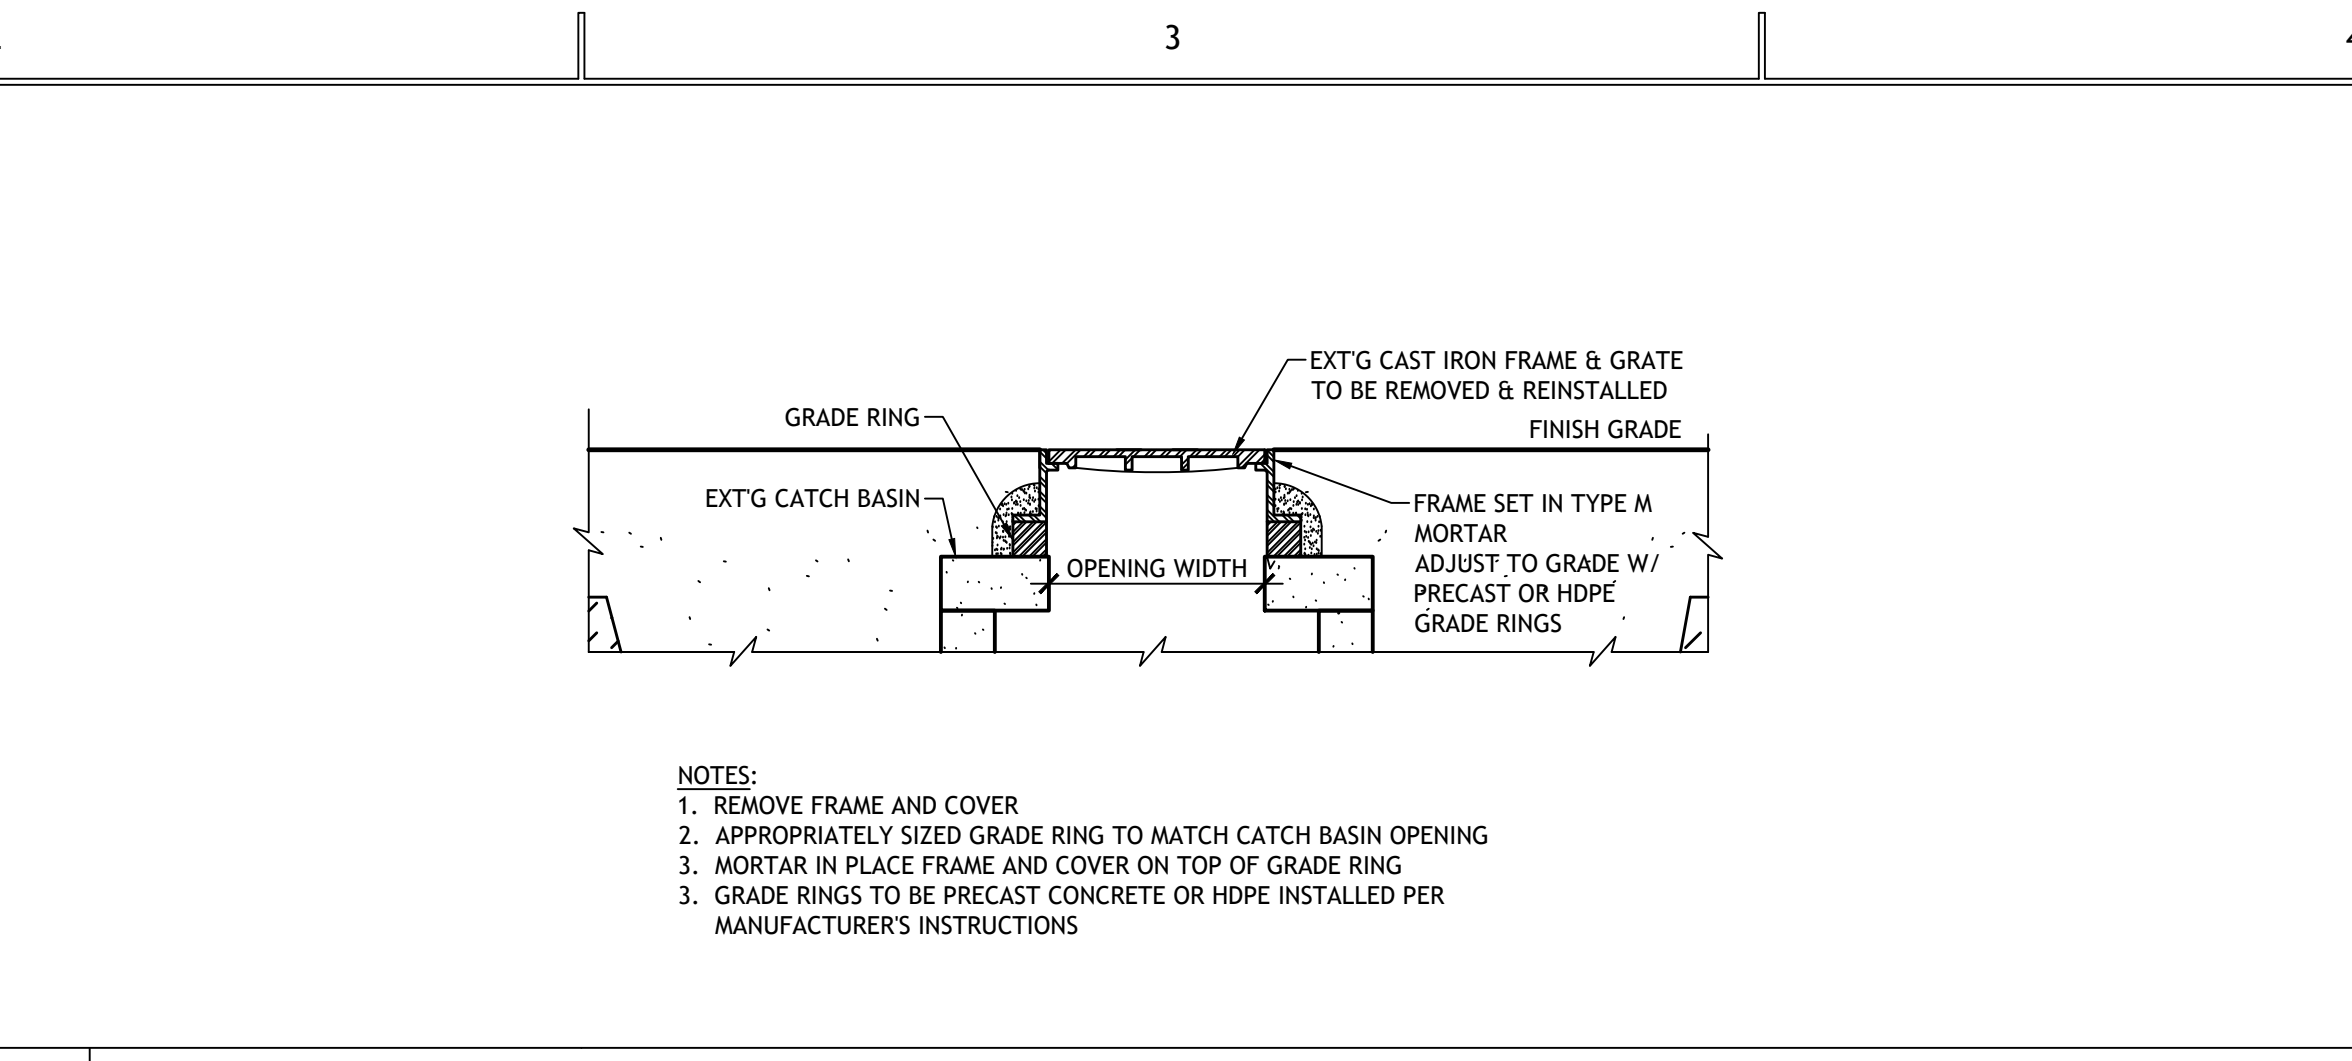 3
EXT'G CAST IRON FRAME & GRATE
TO BE REMOVED & REINSTALLED
GRADE RING
FINISH GRADE
EXT'G CATCH BASIN
FRAME SET IN TYPE M
MORTAR
ADJUST TO GRADE W/
PRECAST OR HDPE
GRADE RINGS
OPENING WIDTH
NOTES:
1. REMOVE FRAME AND COVER
2. APPROPRIATELY SIZED GRADE RING TO MATCH CATCH BASIN OPENING
3. MORTAR IN PLACE FRAME AND COVER ON TOP OF GRADE RING
3. GRADE RINGS TO BE PRECAST CONCRETE OR HDPE INSTALLED PER
MANUFACTURER'S INSTRUCTIONS